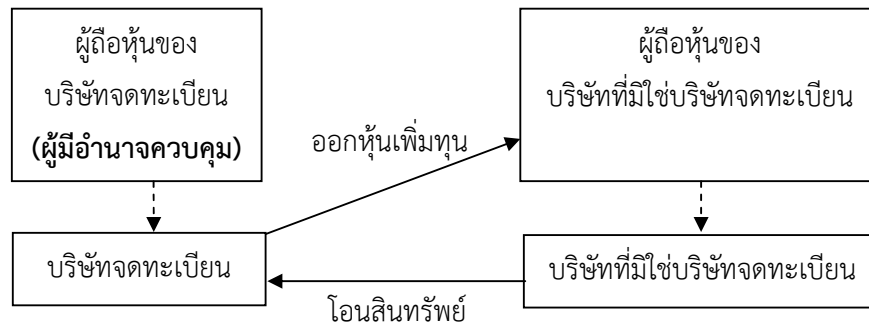 ผู้ถือหุ้นของ
บริษัทจดทะเบียน
(ผู้มีอำนาจควบคุม)
ผู้ถือหุ้นของ
บริษัทที่มิใช่บริษัทจดทะเบียน
ออกหุ้นเพิ่มทุน
บริษัทจดทะเบียน
บริษัทที่มิใช่บริษัทจดทะเบียน
โอนสินทรัพย์